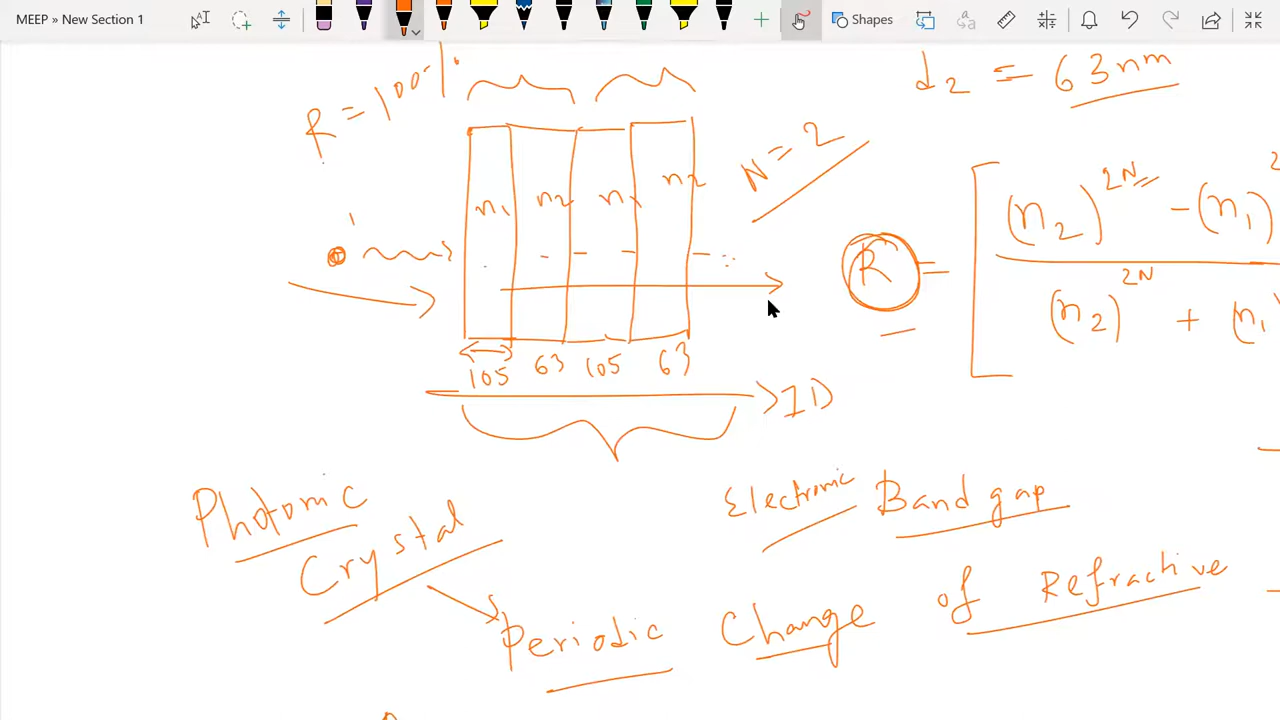 MEEP » New Section 1
Shapes
R = 100%
d2 = 63nm
N = 2
n1 n2 n1 n2
R = [ (n2)^2N - (n1)^2
(n2)^2N + (n1
105 63 105 63
1D
Photonic
Crystal
Electronic Band gap
Periodic Change of Refractive